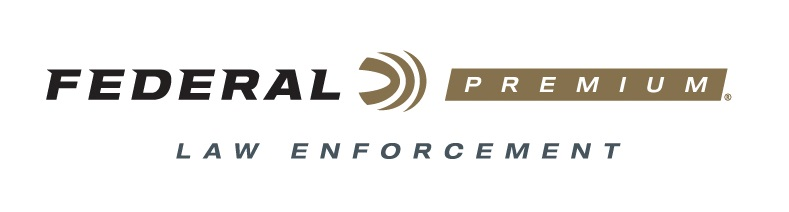 FEDERAL PREMIUM®
LAW ENFORCEMENT